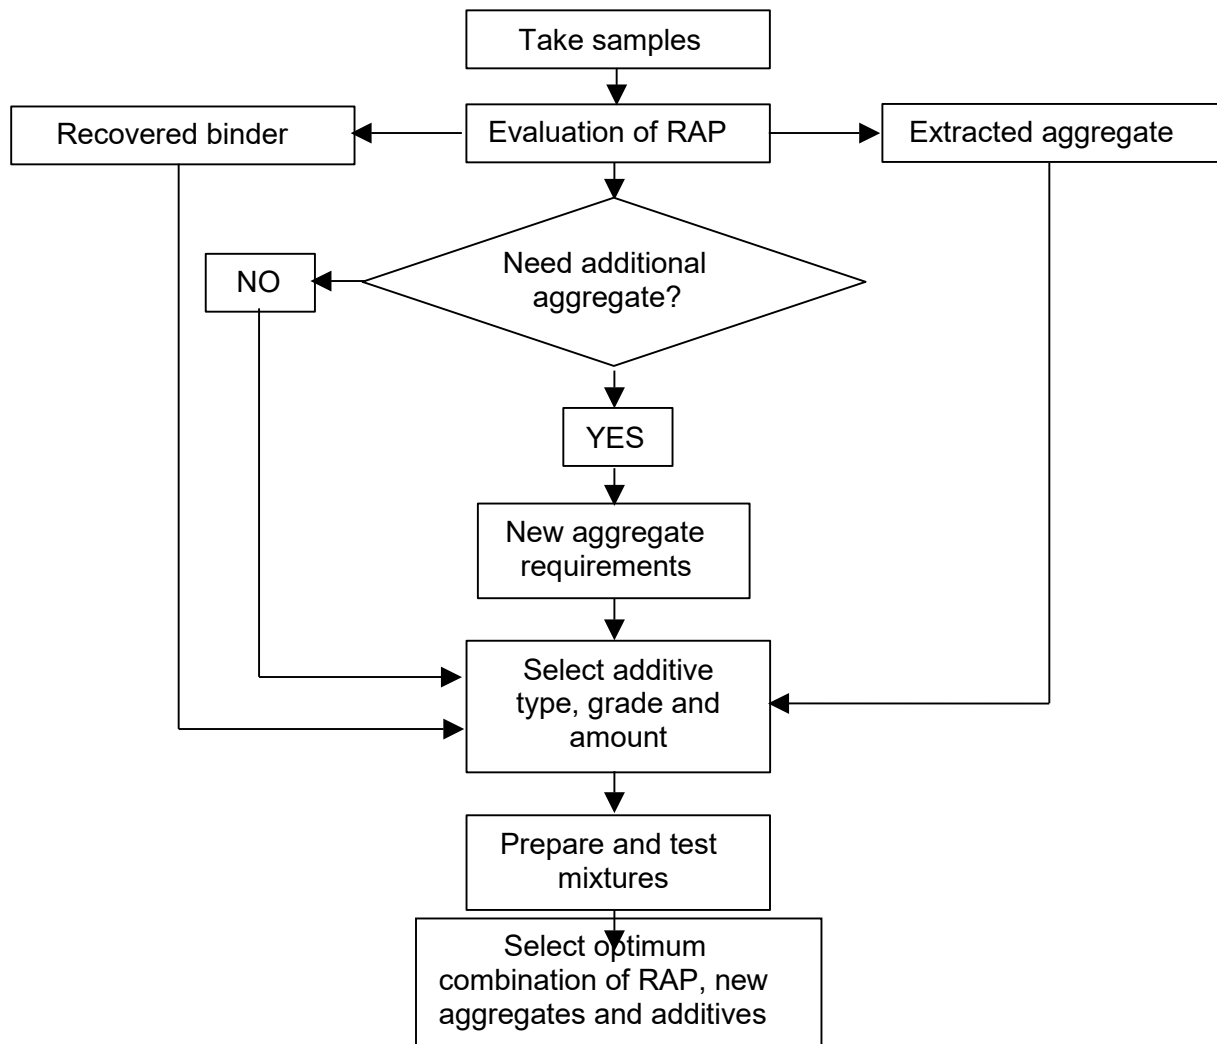 Take samples
Recovered binder
Evaluation of RAP
Extracted aggregate
Need additional
aggregate?
NO
YES
New aggregate
requirements
Select additive
type, grade and
amount
Prepare and test
mixtures
Select optimum
combination of RAP, new
aggregates and additives